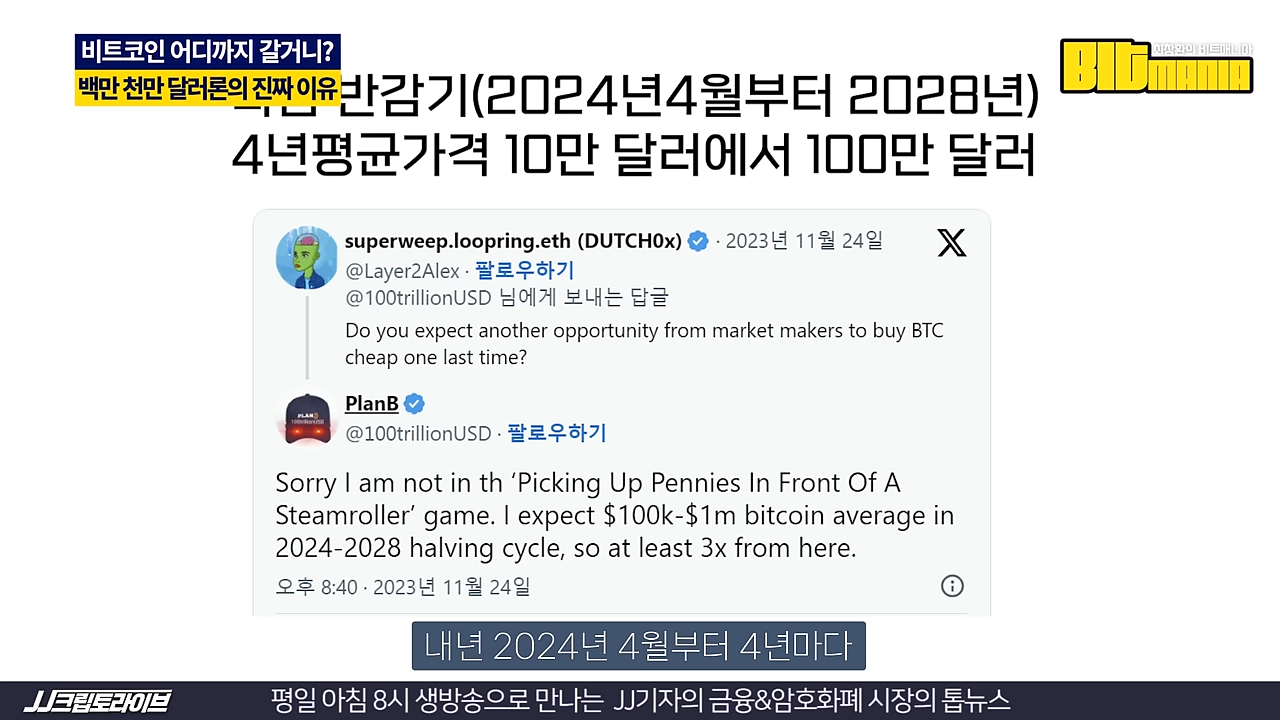 비트코인 어디까지 갈거니?
백만 천만 달러론의 진짜 이유
BIT MANIA
반감기(2024년4월부터 2028년)
4년평균가격 10만 달러에서 100만 달러
superweep.loopring.eth (DUTCH0x) · 2023년 11월 24일
@Layer2Alex · 팔로우하기
@100trillionUSD 님에게 보내는 답글
Do you expect another opportunity from market makers to buy BTC
cheap one last time?
PlanB
@100trillionUSD · 팔로우하기
Sorry I am not in th ‘Picking Up Pennies In Front Of A
Steamroller’ game. I expect $100k-$1m bitcoin average in
2024-2028 halving cycle, so at least 3x from here.
오후 8:40 · 2023년 11월 24일
내년 2024년 4월부터 4년마다
JJ크립토라이브
평일 아침 8시 생방송으로 만나는 JJ기자의 금융&암호화폐 시장의 톱뉴스